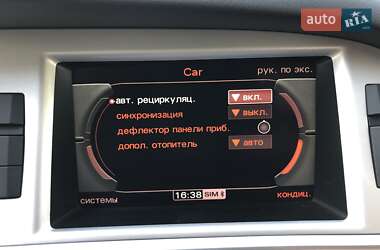 auto RIA
Car
рук. по экс.
авт. рециркуляц. вкл.
синхронизация выкл.
дефлектор панели приб.
допол. отопитель авто
системы 16:38 SIM кондиц.